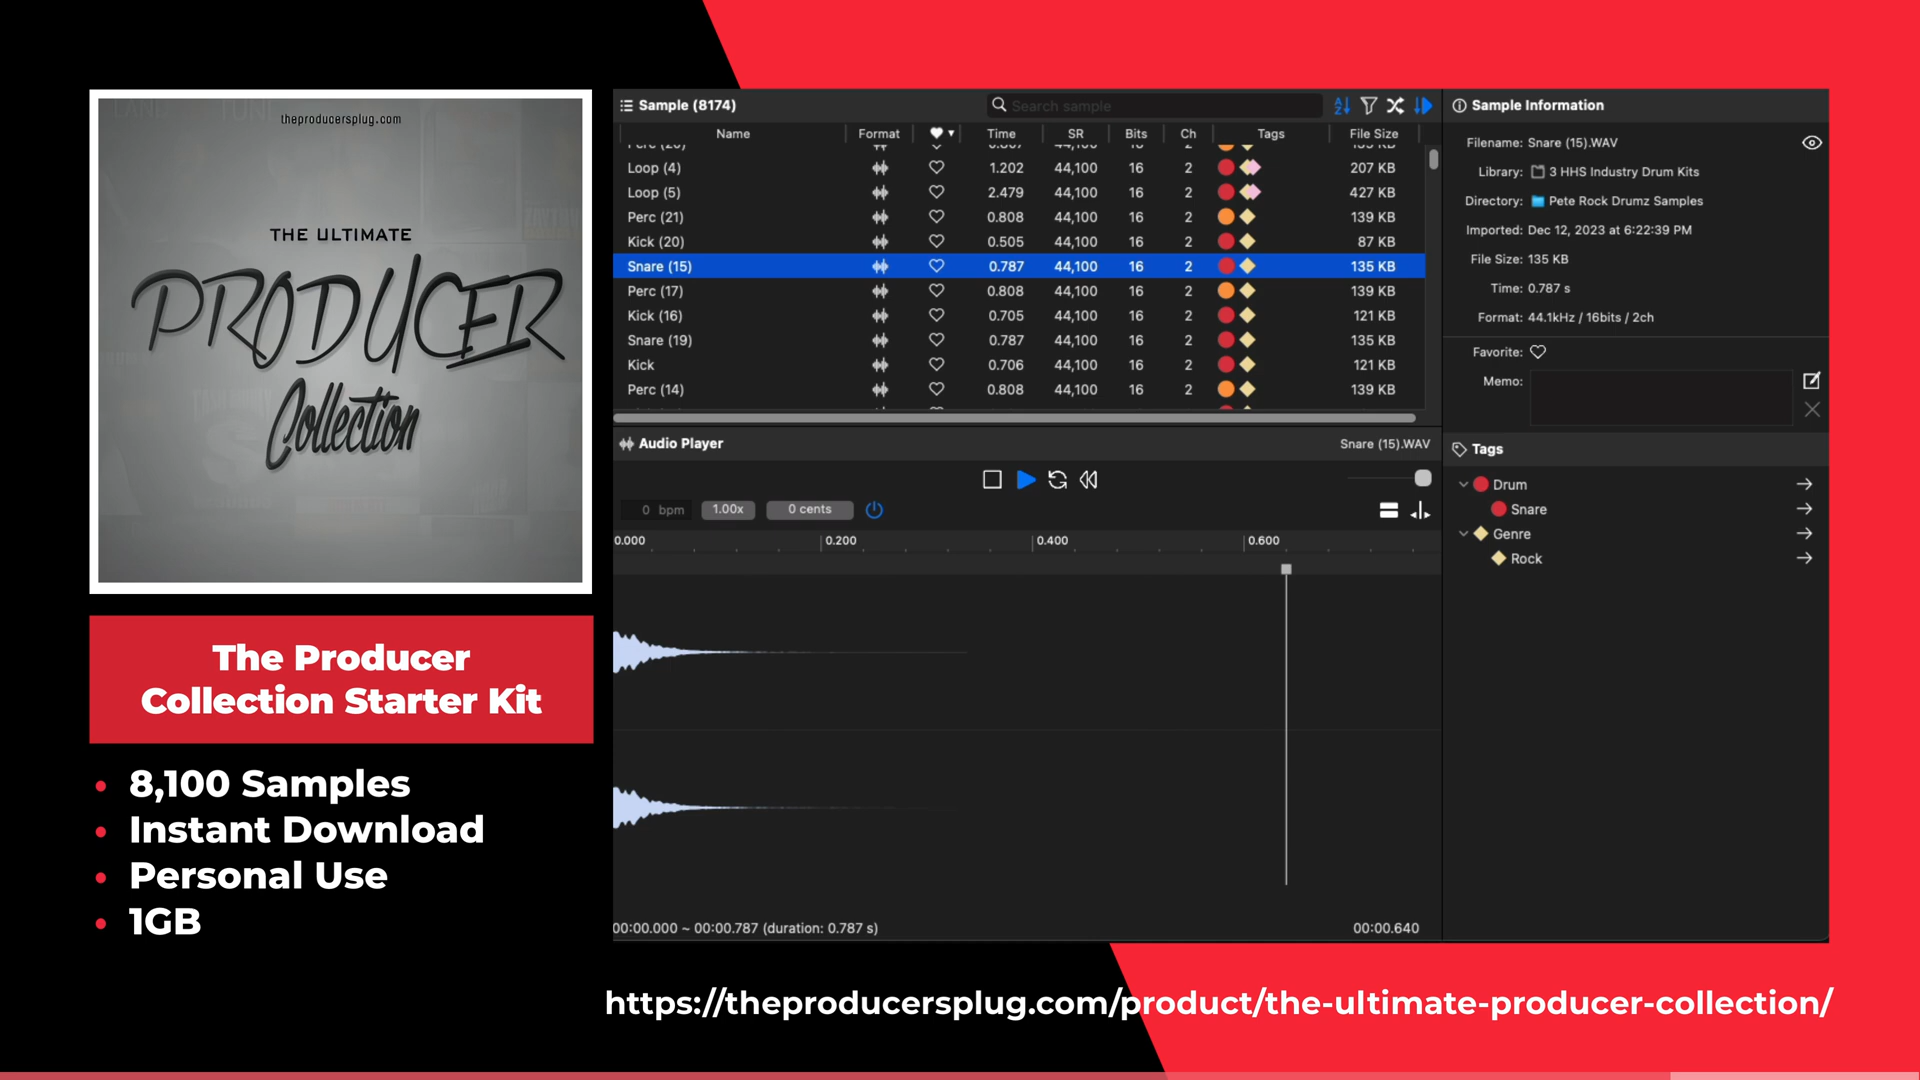 theproducersplug.com
THE ULTIMATE
PRODUCER
Collection
The Producer
Collection Starter Kit
8,100 Samples
Instant Download
Personal Use
1GB
Sample (8174)
Search sample
Name Format Time SR Bits Ch Tags File Size
Loop (4) 1.202 44,100 16 2 207 KB
Loop (5) 2.479 44,100 16 2 427 KB
Perc (21) 0.808 44,100 16 2 139 KB
Kick (20) 0.505 44,100 16 2 87 KB
Snare (15) 0.787 44,100 16 2 135 KB
Perc (17) 0.808 44,100 16 2 139 KB
Kick (16) 0.705 44,100 16 2 121 KB
Snare (19) 0.787 44,100 16 2 135 KB
Kick 0.706 44,100 16 2 121 KB
Perc (14) 0.808 44,100 16 2 139 KB
Audio Player Snare (15).WAV
0 bpm 1.00x 0 cents
0.000 0.200 0.400 0.600
00:00.000 ~ 00:00.787 (duration: 0.787 s) 00:00.640
Sample Information
Filename: Snare (15).WAV
Library: 3 HHS Industry Drum Kits
Directory: Pete Rock Drumz Samples
Imported: Dec 12, 2023 at 6:22:39 PM
File Size: 135 KB
Time: 0.787 s
Format: 44.1kHz / 16bits / 2ch
Favorite:
Memo:
Tags
Drum
Snare
Genre
Rock
https://theproducersplug.com/product/the-ultimate-producer-collection/